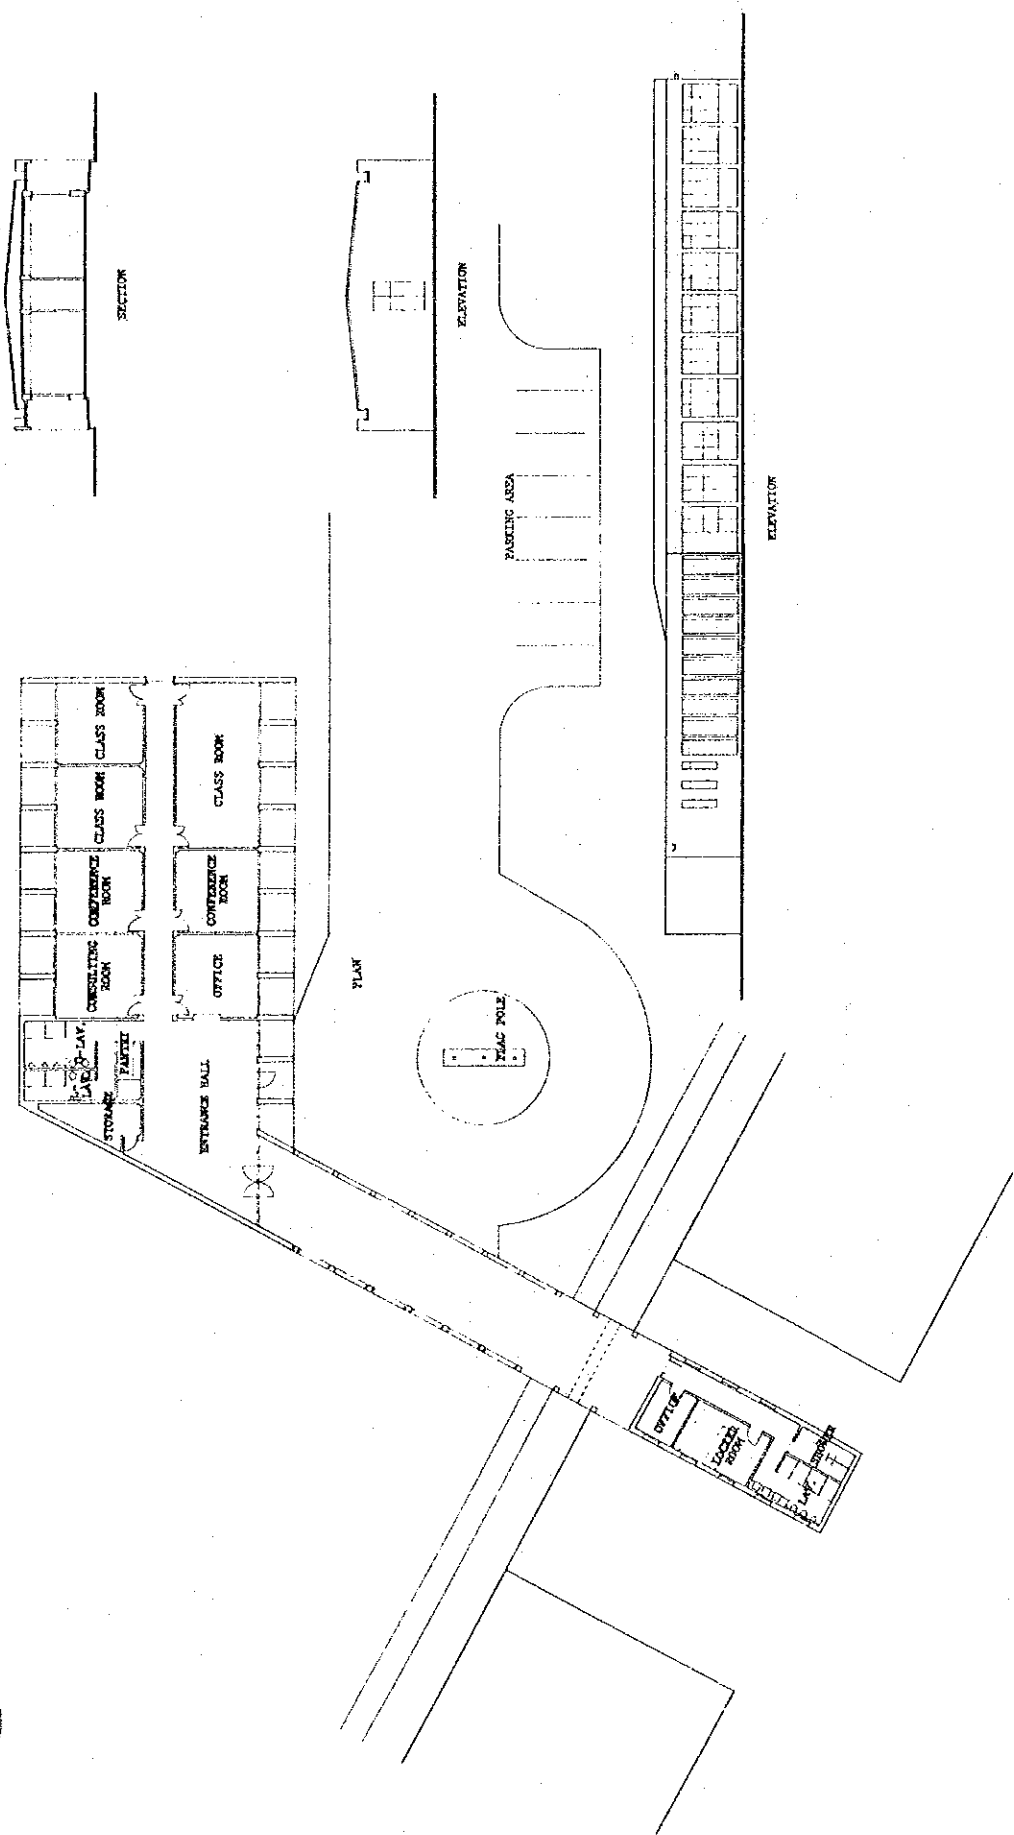 SECTION
ELEVATION
PARKING AREA
ELEVATION
CLASS ROOM
CLASS ROOM
CLASS ROOM
CONFERENCE
ROOM
CONFERENCE
ROOM
CONSULTING
ROOM
OFFICE
PLAN
LAV.
LAV.
PANTRY
STORAGE
ENTRANCE HALL
FLAG POLE
OFFICE
LOCKER
ROOM
SHOWER
LAV.